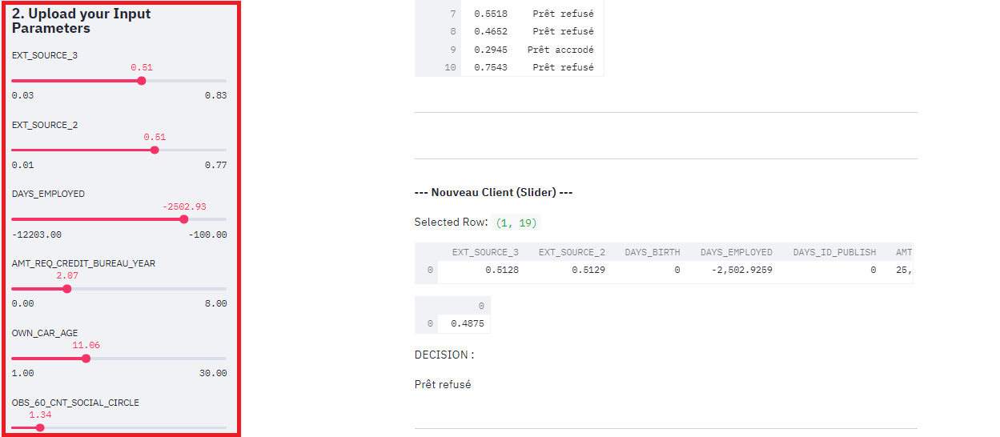 2. Upload your Input
Parameters
EXT_SOURCE_3
0.51
0.03 0.83
EXT_SOURCE_2
0.51
0.01 0.77
DAYS_EMPLOYED
-2502.93
-12203.00 -100.00
AMT_REQ_CREDIT_BUREAU_YEAR
2.07
0.00 8.00
OWN_CAR_AGE
11.06
1.00 30.00
OBS_60_CNT_SOCIAL_CIRCLE
1.34
7 0.5518 Prêt refusé
8 0.4652 Prêt refusé
9 0.2945 Prêt accrodé
10 0.7543 Prêt refusé
--- Nouveau Client (Slider) ---
Selected Row: (1, 19)
EXT_SOURCE_3 EXT_SOURCE_2 DAYS_BIRTH DAYS_EMPLOYED DAYS_ID_PUBLISH AMT
0 0.5128 0.5129 0 -2,502.9259 0 25,
0
0 0.4875
DECISION :
Prêt refusé